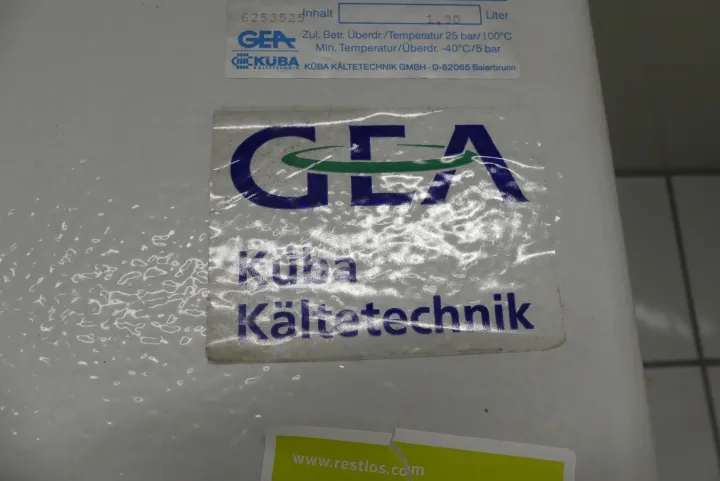 6253525 Inhalt 1.30 Liter
GEA Zul. Betr. Überdr./Temperatur 25 bar/100°C
Min. Temperatur/Überdr. -40°C/5 bar
KÜBA
KÄLTETECHNIK KÜBA KÄLTETECHNIK GMBH - D-82065 Baierbrunn
GEA
Küba
Kältetechnik
www.restlos.com